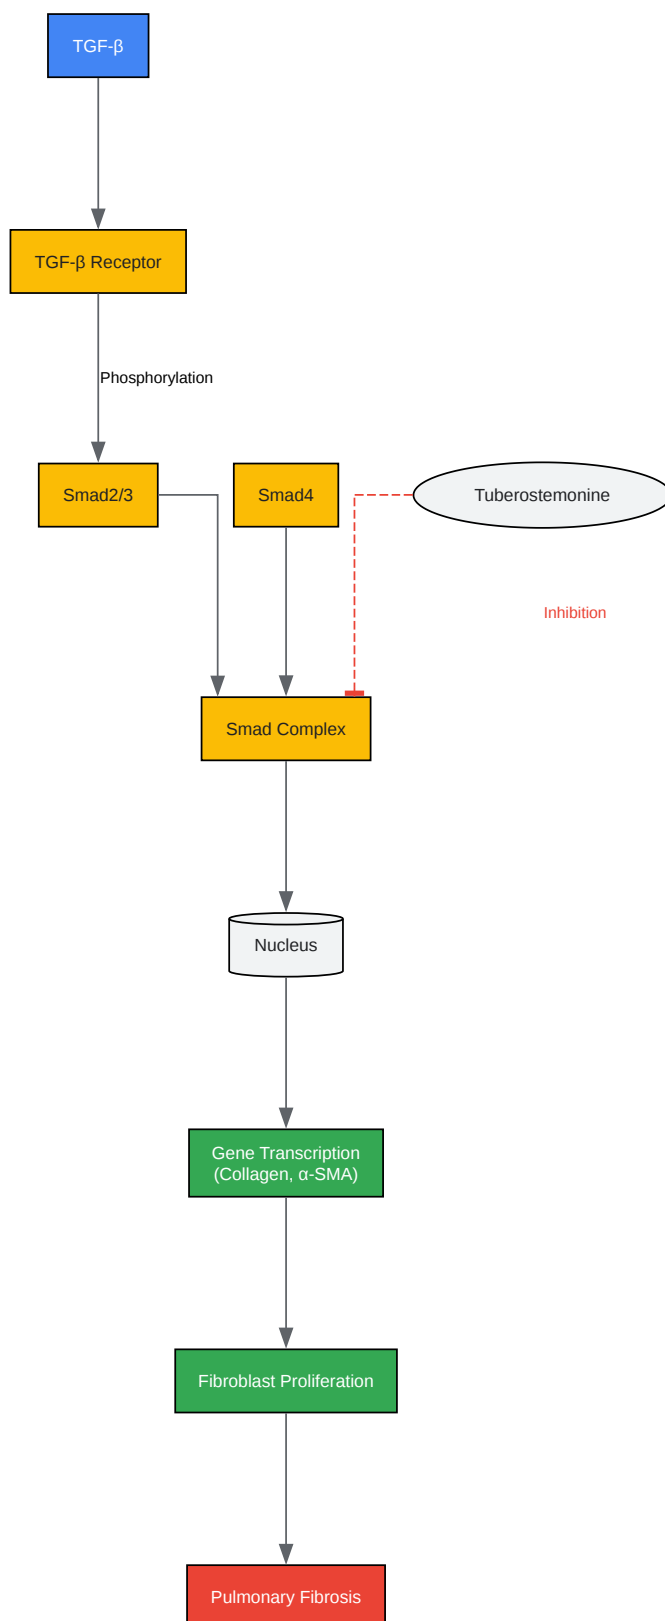 TGF-β
TGF-β Receptor
Phosphorylation
Smad2/3
Smad4
Tuberostemonine
Inhibition
Smad Complex
Nucleus
Gene Transcription
(Collagen, α-SMA)
Fibroblast Proliferation
Pulmonary Fibrosis